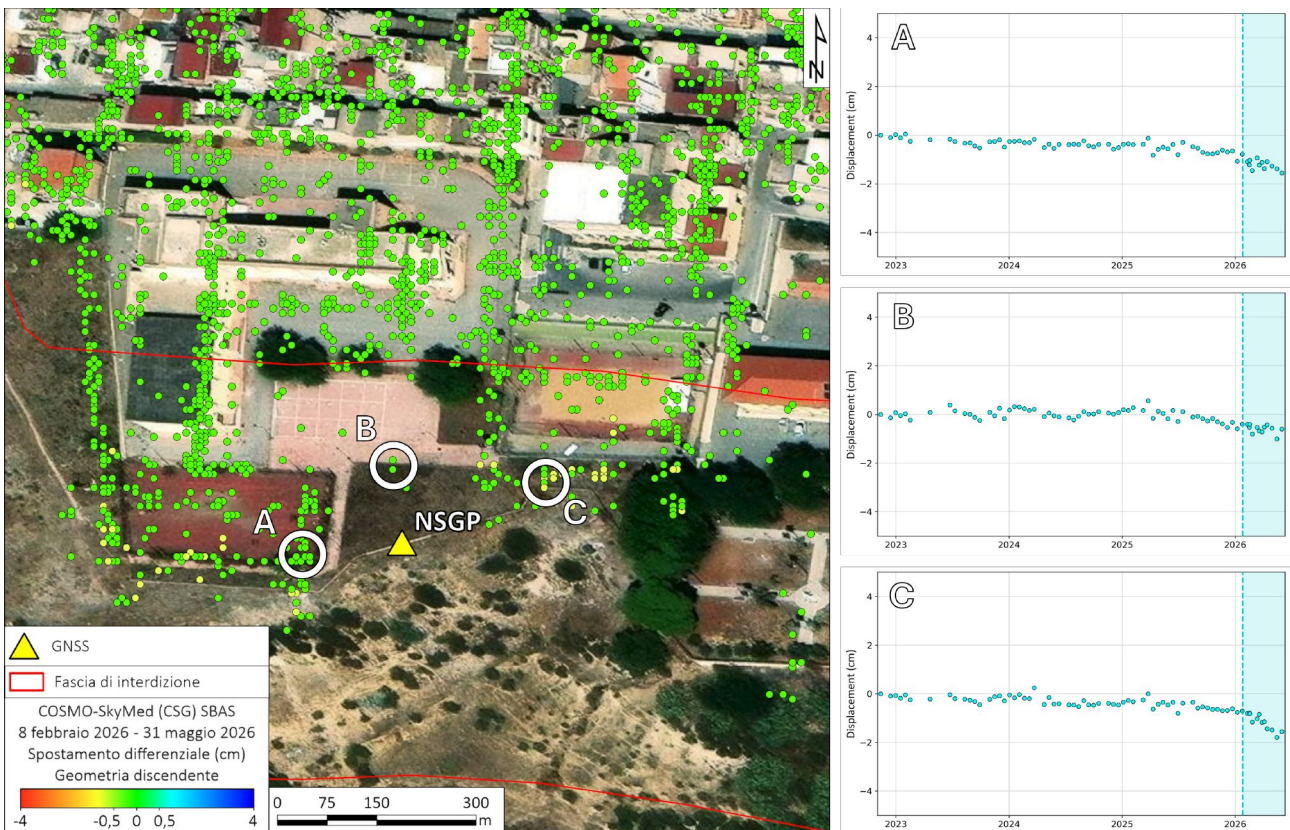 N
A
B
C
NSGP
GNSS
Fascia di interdizione
COSMO-SkyMed (CSG) SBAS
8 febbraio 2026 - 31 maggio 2026
Spostamento differenziale (cm)
Geometria discendente
-4 -0,5 0 0,5 4
0 75 150 300
m
A
Displacement (cm)
4
2
0
−2
−4
2023 2024 2025 2026
B
Displacement (cm)
4
2
0
−2
−4
2023 2024 2025 2026
C
Displacement (cm)
4
2
0
−2
−4
2023 2024 2025 2026